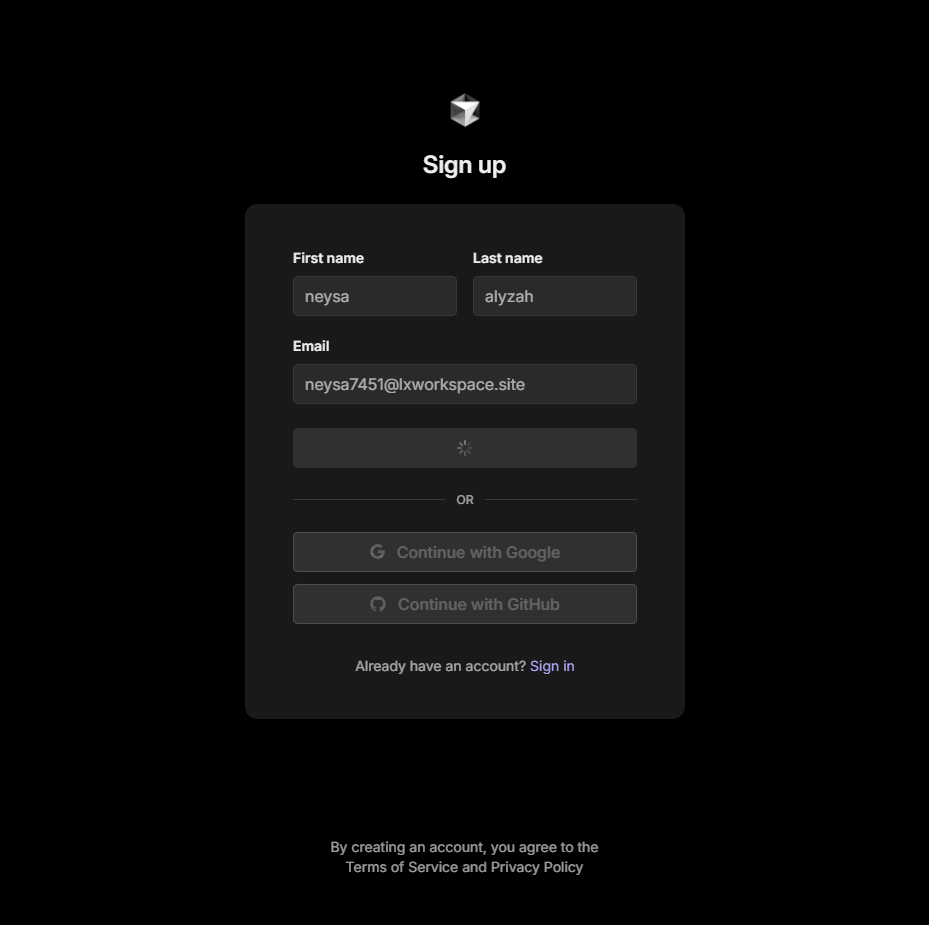 Sign up
First name
Last name
neysa
alyzah
Email
neysa7451@lxworkspace.site
OR
Continue with Google
Continue with GitHub
Already have an account? Sign in
By creating an account, you agree to the
Terms of Service and Privacy Policy